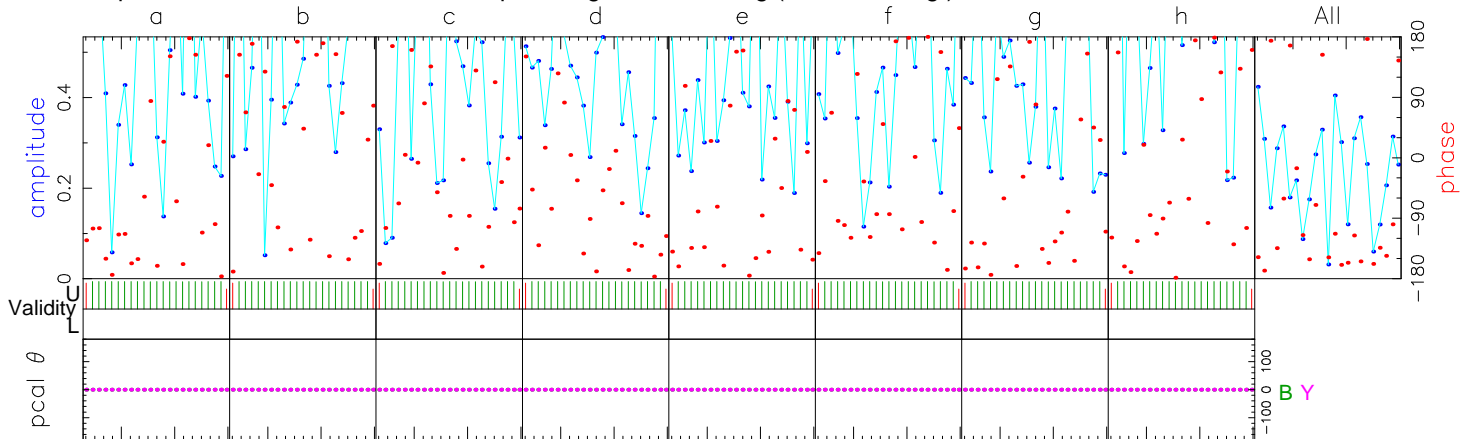 a b c d e f g h All
amplitude
0 0.2 0.4
phase
180 90 0 −90 −180
Validity
U
L
pcal θ
100 0 −100
B Y